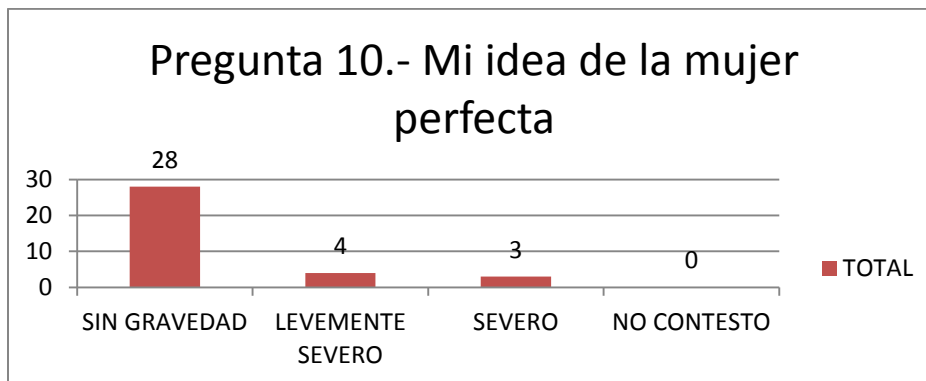 Pregunta 10.- Mi idea de la mujer
perfecta
28
30
20
10
0
4
3
0
TOTAL
SIN GRAVEDAD
LEVEMENTE
SEVERO
SEVERO
NO CONTESTO